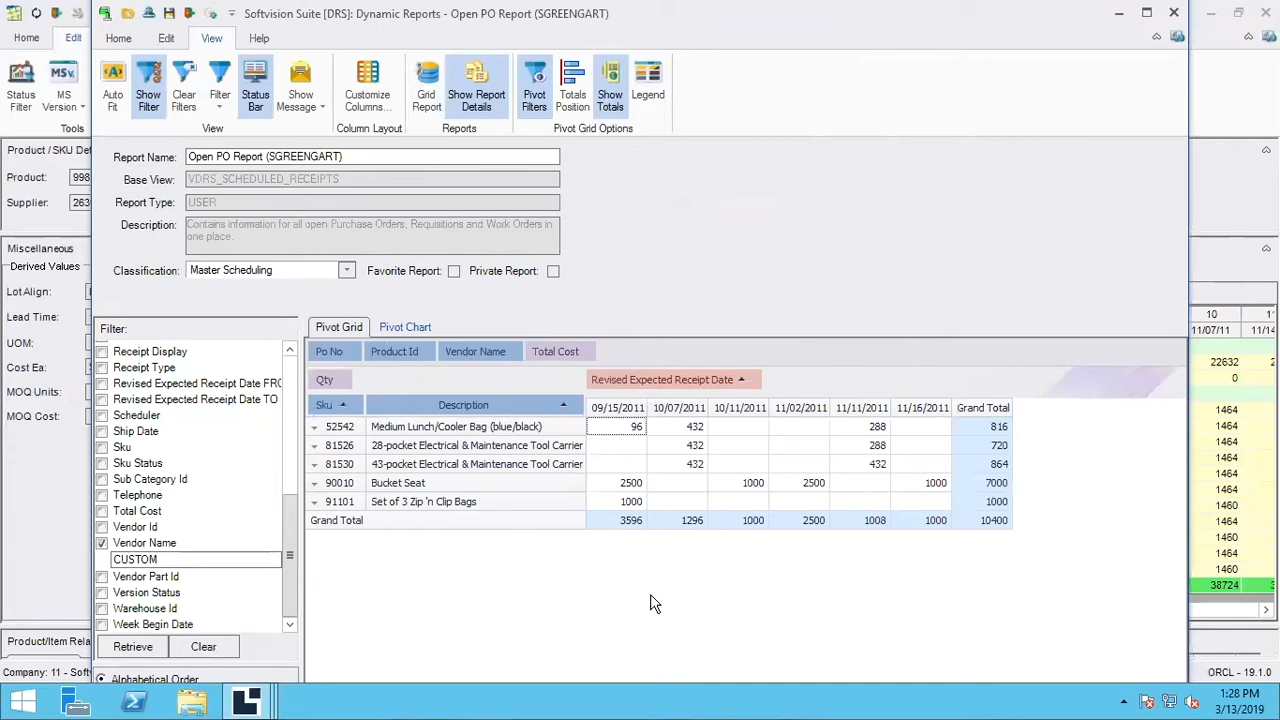 Softvision Suite [DRS]: Dynamic Reports - Open PO Report (SGREENGART)
Home Edit
Home Edit View Help
Status Filter
MS Version
Tools
Auto Fit
Show Filter
Clear Filters
Filter
Status Bar
Show Message
View
Customize Columns...
Column Layout
Grid Report
Show Report Details
Reports
Pivot Filters
Totals Position
Show Totals
Legend
Pivot Grid Options
Product / SKU Det
Product: 998
Supplier: 263
Report Name: Open PO Report (SGREENGART)
Base View: VDRS_SCHEDULED_RECEIPTS
Report Type: USER
Description: Contains information for all open Purchase Orders, Requisitions and Work Orders in one place.
Classification: Master Scheduling Favorite Report: Private Report:
Miscellaneous
Derived Values
Lot Align:
Lead Time:
UOM:
Cost Ea:
MOQ Units:
MOQ Cost:
Product/Item Rela
Company: 11 - Softv
Filter:
Receipt Display
Receipt Type
Revised Expected Receipt Date FRC
Revised Expected Receipt Date TO
Scheduler
Ship Date
Sku
Sku Status
Sub Category Id
Telephone
Total Cost
Vendor Id
Vendor Name
CUSTOM
Vendor Part Id
Version Status
Warehouse Id
Week Begin Date
Retrieve Clear
Alphabetical Order
Pivot Grid Pivot Chart
Po No Product Id Vendor Name Total Cost
Qty Revised Expected Receipt Date
Sku Description 09/15/2011 10/07/2011 10/11/2011 11/02/2011 11/11/2011 11/16/2011 Grand Total
52542 Medium Lunch/Cooler Bag (blue/black) 96 432 288 816
81526 28-pocket Electrical & Maintenance Tool Carrier 432 288 720
81530 43-pocket Electrical & Maintenance Tool Carrier 432 432 864
90010 Bucket Seat 2500 1000 2500 1000 7000
91101 Set of 3 Zip 'n Clip Bags 1000 1000
Grand Total 3596 1296 1000 2500 1008 1000 10400
10 1
11/07/11 11/14
22632
0
1464
1464
1464
1464
1464
1464
1460
1464
1460
38724
ORCL - 19.1.0
1:28 PM
3/13/2019